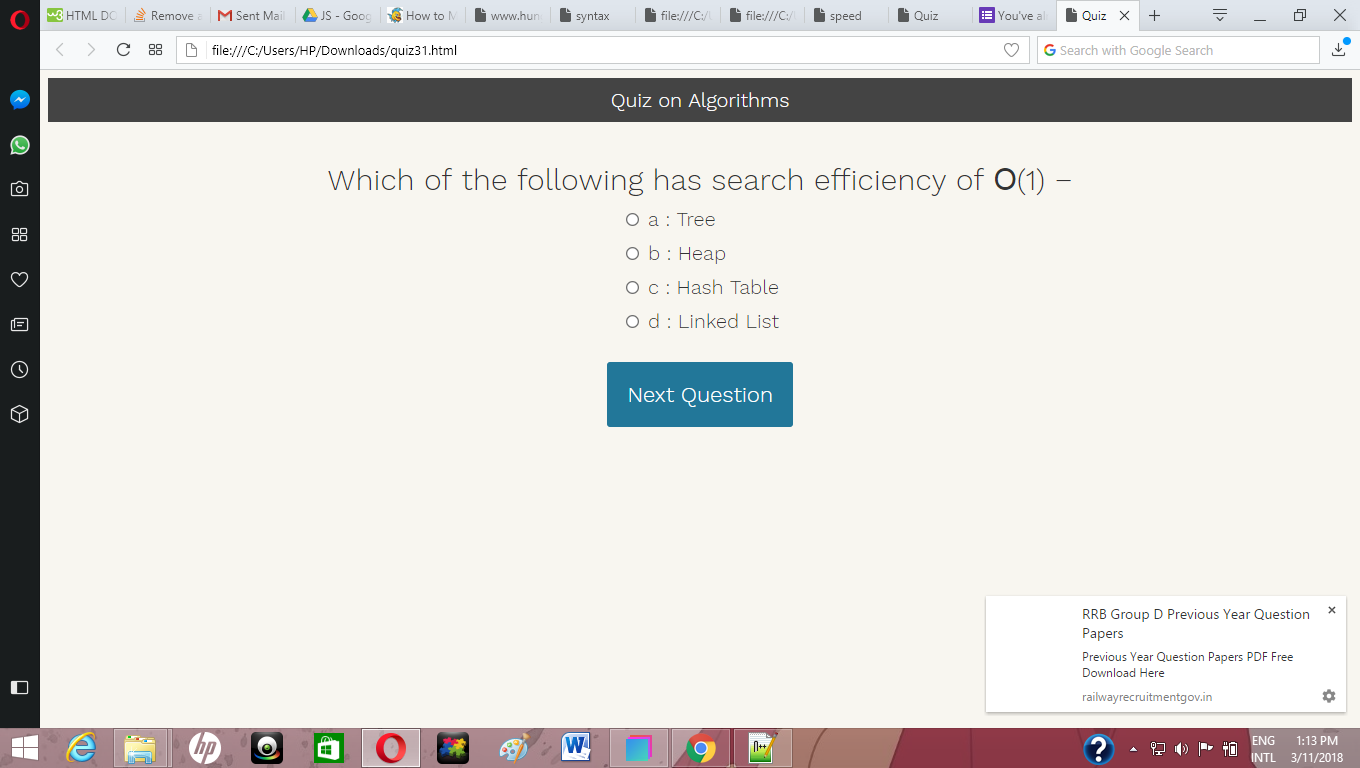 HTML DO
Remove a
Sent Mail
JS - Goog
How to M
www.hun
syntax
file:///C:/U
file:///C:/
speed
Quiz
You've al
Quiz
file:///C:/Users/HP/Downloads/quiz31.html
Search with Google Search
Quiz on Algorithms
Which of the following has search efficiency of O(1) −
a : Tree
b : Heap
c : Hash Table
d : Linked List
Next Question
RRB Group D Previous Year Question
Papers
Previous Year Question Papers PDF Free
Download Here
railwayrecruitmentgov.in
ENG
INTL
1:13 PM
3/11/2018